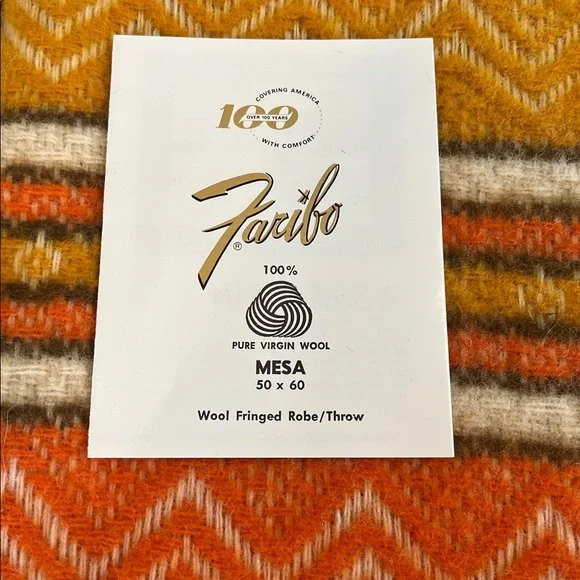 COVERING AMERICA
100
OVER 100 YEARS
WITH COMFORT
Faribo
®
100%
PURE VIRGIN WOOL
MESA
50 x 60
Wool Fringed Robe/Throw